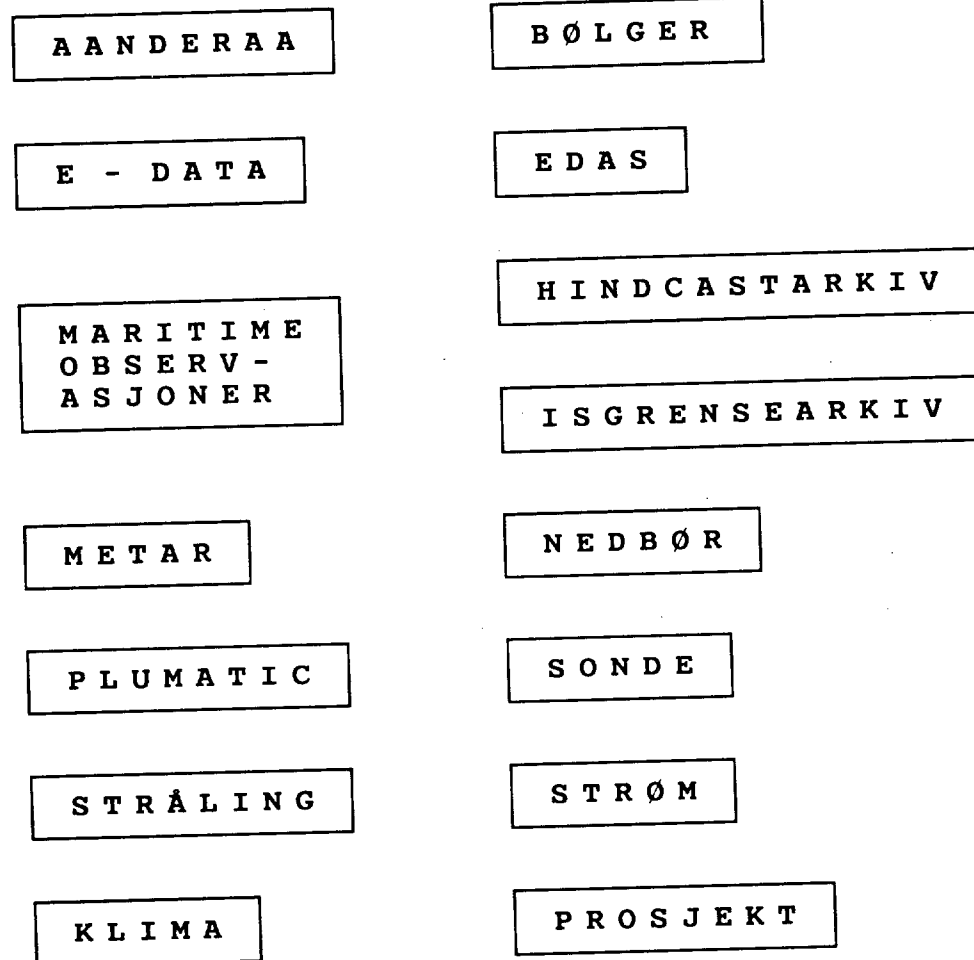 AANDERAA
BØLGER
E - DATA
EDAS
HINDCASTARKIV
MARITIME
OBSERV-
ASJONER
ISGRENSEARKIV
METAR
NEDBØR
PLUMATIC
SONDE
STRÅLING
STRØM
KLIMA
PROSJEKT